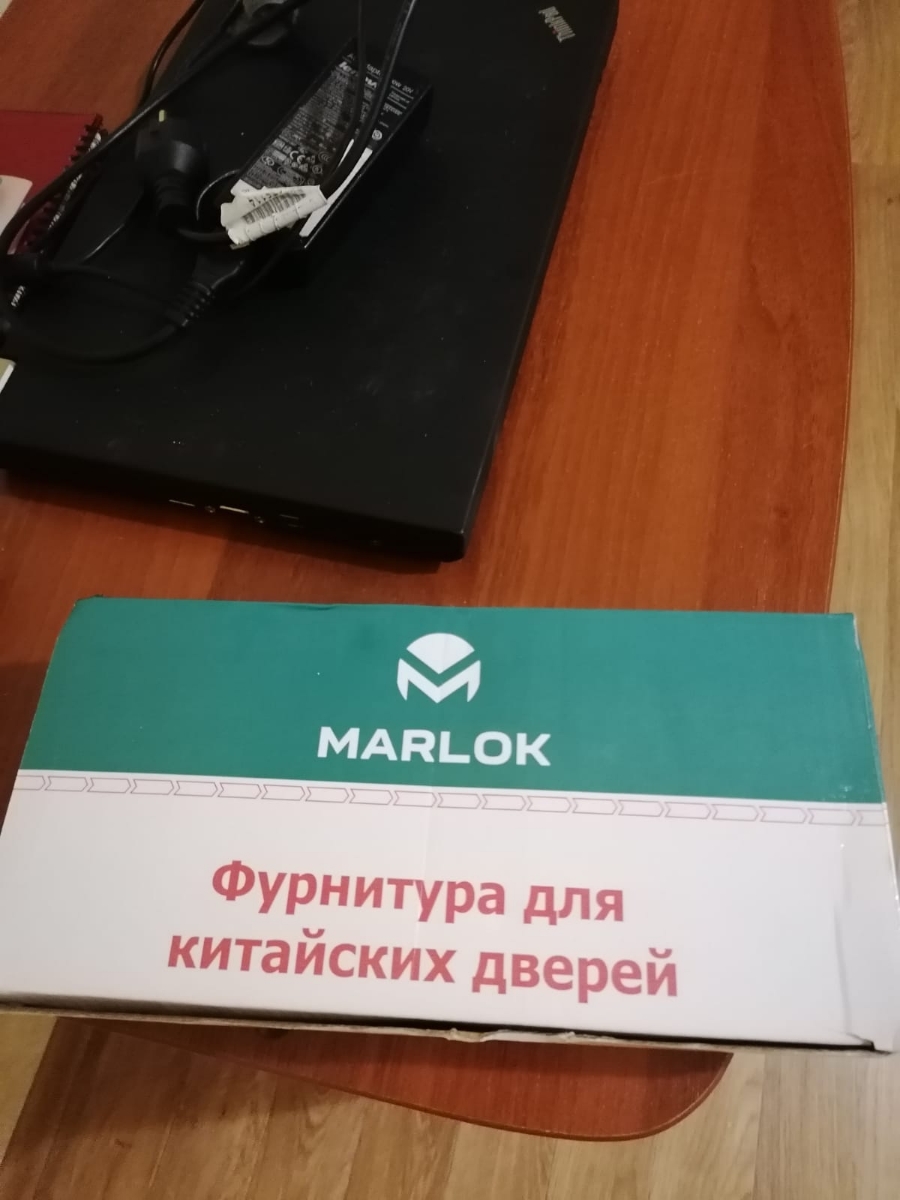 ThinkPad
MARLOK
Фурнитура для
китайских дверей